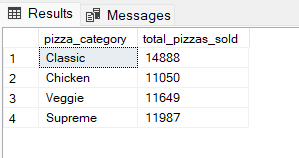 Results Messages
pizza_category total_pizzas_sold
1 Classic 14888
2 Chicken 11050
3 Veggie 11649
4 Supreme 11987